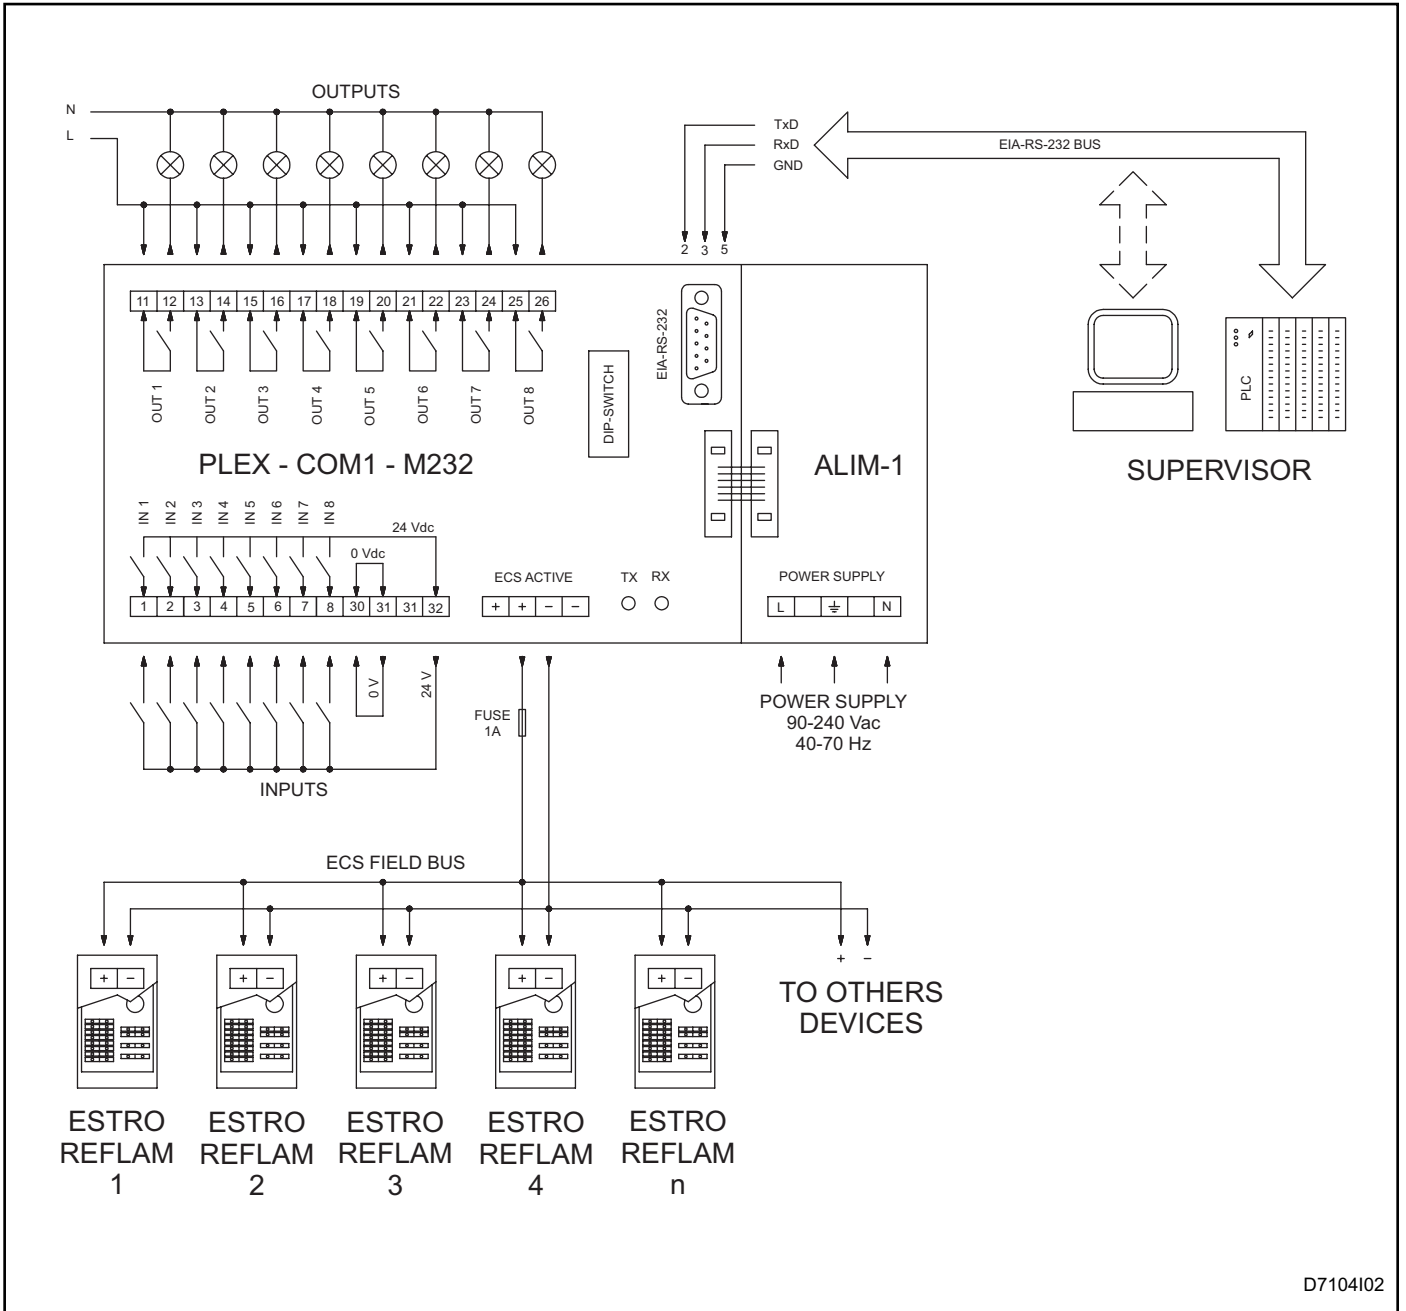 OUTPUTS
N
L
TxD
RxD
GND
EIA-RS-232 BUS
2 3 5
11 12 13 14 15 16 17 18 19 20 21 22 23 24 25 26
OUT 1 OUT 2 OUT 3 OUT 4 OUT 5 OUT 6 OUT 7 OUT 8
DIP-SWITCH
EIA-RS-232
PLC
SUPERVISOR
PLEX - COM1 - M232
ALIM-1
IN 1 IN 2 IN 3 IN 4 IN 5 IN 6 IN 7 IN 8
24 Vdc
0 Vdc
1 2 3 4 5 6 7 8 30 31 31 32
ECS ACTIVE
+ + – –
TX RX
POWER SUPPLY
L N
0 V
24 V
INPUTS
FUSE
1A
POWER SUPPLY
90-240 Vac
40-70 Hz
ECS FIELD BUS
+ –
+ –
+ –
+ –
+ –
+ –
TO OTHERS
DEVICES
ESTRO
REFLAM
1
ESTRO
REFLAM
2
ESTRO
REFLAM
3
ESTRO
REFLAM
4
ESTRO
REFLAM
n
D7104I02